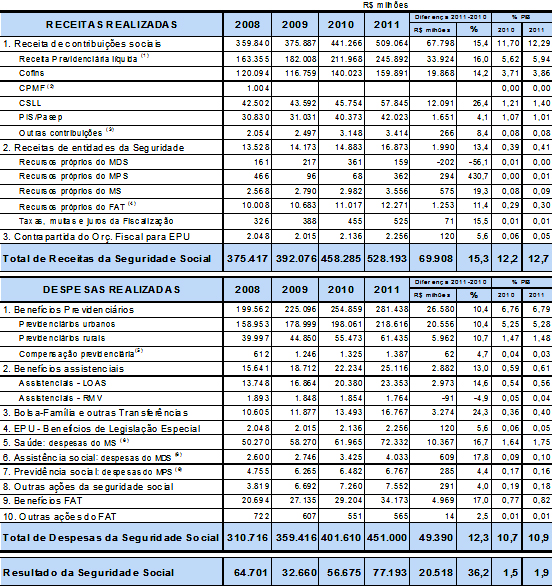 R$ milhões
RECEITAS REALIZADAS 2008 2009 2010 2011 Diferença 2011-2010 % PIB
R$ milhões % 2010 2011
1. Receita de contribuições sociais 359.840 375.887 441.266 509.064 67.798 15,4 11,70 12,29
Receita Previdenciária líquida (1) 163.355 182.008 211.968 245.892 33.924 16,0 5,62 5,94
Cofins 120.094 116.759 140.023 159.891 19.868 14,2 3,71 3,86
CPMF (2) 1.004 0,00 0,00
CSLL 42.502 43.592 45.754 57.845 12.091 26,4 1,21 1,40
PIS/Pasep 30.830 31.031 40.373 42.023 1.651 4,1 1,07 1,01
Outras contribuições (3) 2.054 2.497 3.148 3.414 266 8,4 0,08 0,08
2. Receitas de entidades da Seguridade 13.528 14.173 14.883 16.873 1.990 13,4 0,39 0,41
Recursos próprios do MDS 161 217 361 159 -202 -56,1 0,01 0,00
Recursos próprios do MPS 466 96 68 362 294 430,7 0,00 0,01
Recursos próprios do MS 2.568 2.790 2.982 3.556 575 19,3 0,08 0,09
Recursos próprios do FAT (4) 10.008 10.683 11.017 12.271 1.253 11,4 0,29 0,30
Taxas, multas e juros da Fiscalização 326 388 455 525 71 15,5 0,01 0,01
3. Contrapartida do Orç. Fiscal para EPU 2.048 2.015 2.136 2.256 120 5,6 0,06 0,05
Total de Receitas da Seguridade Social 375.417 392.076 458.285 528.193 69.908 15,3 12,2 12,7
DESPESAS REALIZADAS 2008 2009 2010 2011 Diferença 2011-2010 % PIB
R$ milhões % 2010 2011
1. Benefícios Previdenciários 199.562 225.096 254.859 281.438 26.580 10,4 6,76 6,79
Previdenciários urbanos 158.953 178.999 198.061 218.616 20.556 10,4 5,25 5,28
Previdenciários rurais 39.997 44.850 55.473 61.435 5.962 10,7 1,47 1,48
Compensação previdenciária (5) 612 1.246 1.325 1.387 62 4,7 0,04 0,03
2. Benefícios assistenciais 15.641 18.712 22.234 25.116 2.882 13,0 0,59 0,61
Assistenciais - LOAS 13.748 16.864 20.380 23.353 2.973 14,6 0,54 0,56
Assistenciais - RMV 1.893 1.848 1.854 1.764 -91 -4,9 0,05 0,04
3. Bolsa-Família e outras Transferências 10.605 11.877 13.493 16.767 3.274 24,3 0,36 0,40
4. EPU - Benefícios de Legislação Especial 2.048 2.015 2.136 2.256 120 5,6 0,06 0,05
5. Saúde: despesas do MS (6) 50.270 58.270 61.965 72.332 10.367 16,7 1,64 1,75
6. Assistência social: despesas do MDS (6) 2.600 2.746 3.425 4.033 609 17,8 0,09 0,10
7. Previdência social: despesas do MPS (6) 4.755 6.265 6.482 6.767 285 4,4 0,17 0,16
8. Outras ações da seguridade social 3.819 6.692 7.260 7.552 291 4,0 0,19 0,18
9. Benefícios FAT 20.694 27.135 29.204 34.173 4.969 17,0 0,77 0,82
10. Outras ações do FAT 722 607 551 565 14 2,5 0,01 0,01
Total de Despesas da Seguridade Social 310.716 359.416 401.610 451.000 49.390 12,3 10,7 10,9
Resultado da Seguridade Social 64.701 32.660 56.675 77.193 20.518 36,2 1,5 1,9